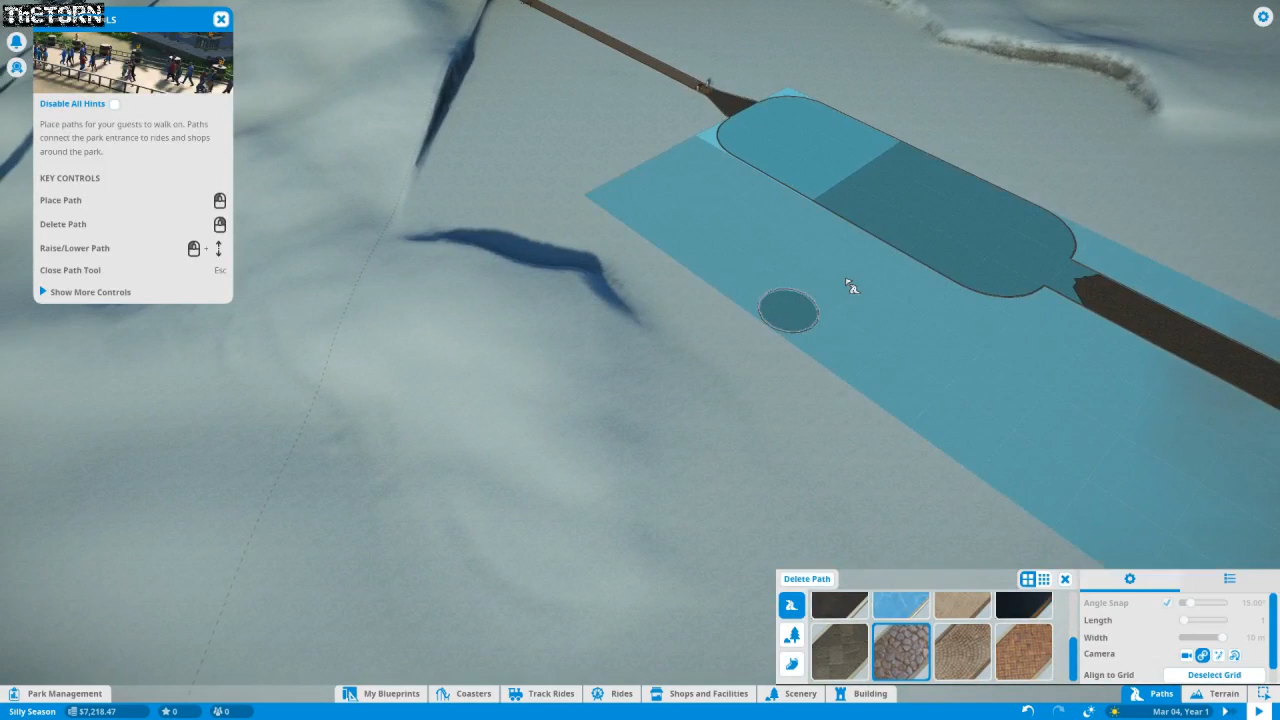 THETORN
LS
Disable All Hints
Place paths for your guests to walk on. Paths
connect the park entrance to rides and shops
around the park.
KEY CONTROLS
Place Path
Delete Path
Raise/Lower Path
+
Close Path Tool
Esc
Show More Controls
Delete Path
Angle Snap
15.00°
Length
1
Width
10 m
Camera
Align to Grid
Deselect Grid
Park Management
My Blueprints
Coasters
Track Rides
Rides
Shops and Facilities
Scenery
Building
Paths
Terrain
Silly Season
$7,218.47
0
0
Mar 04, Year 1